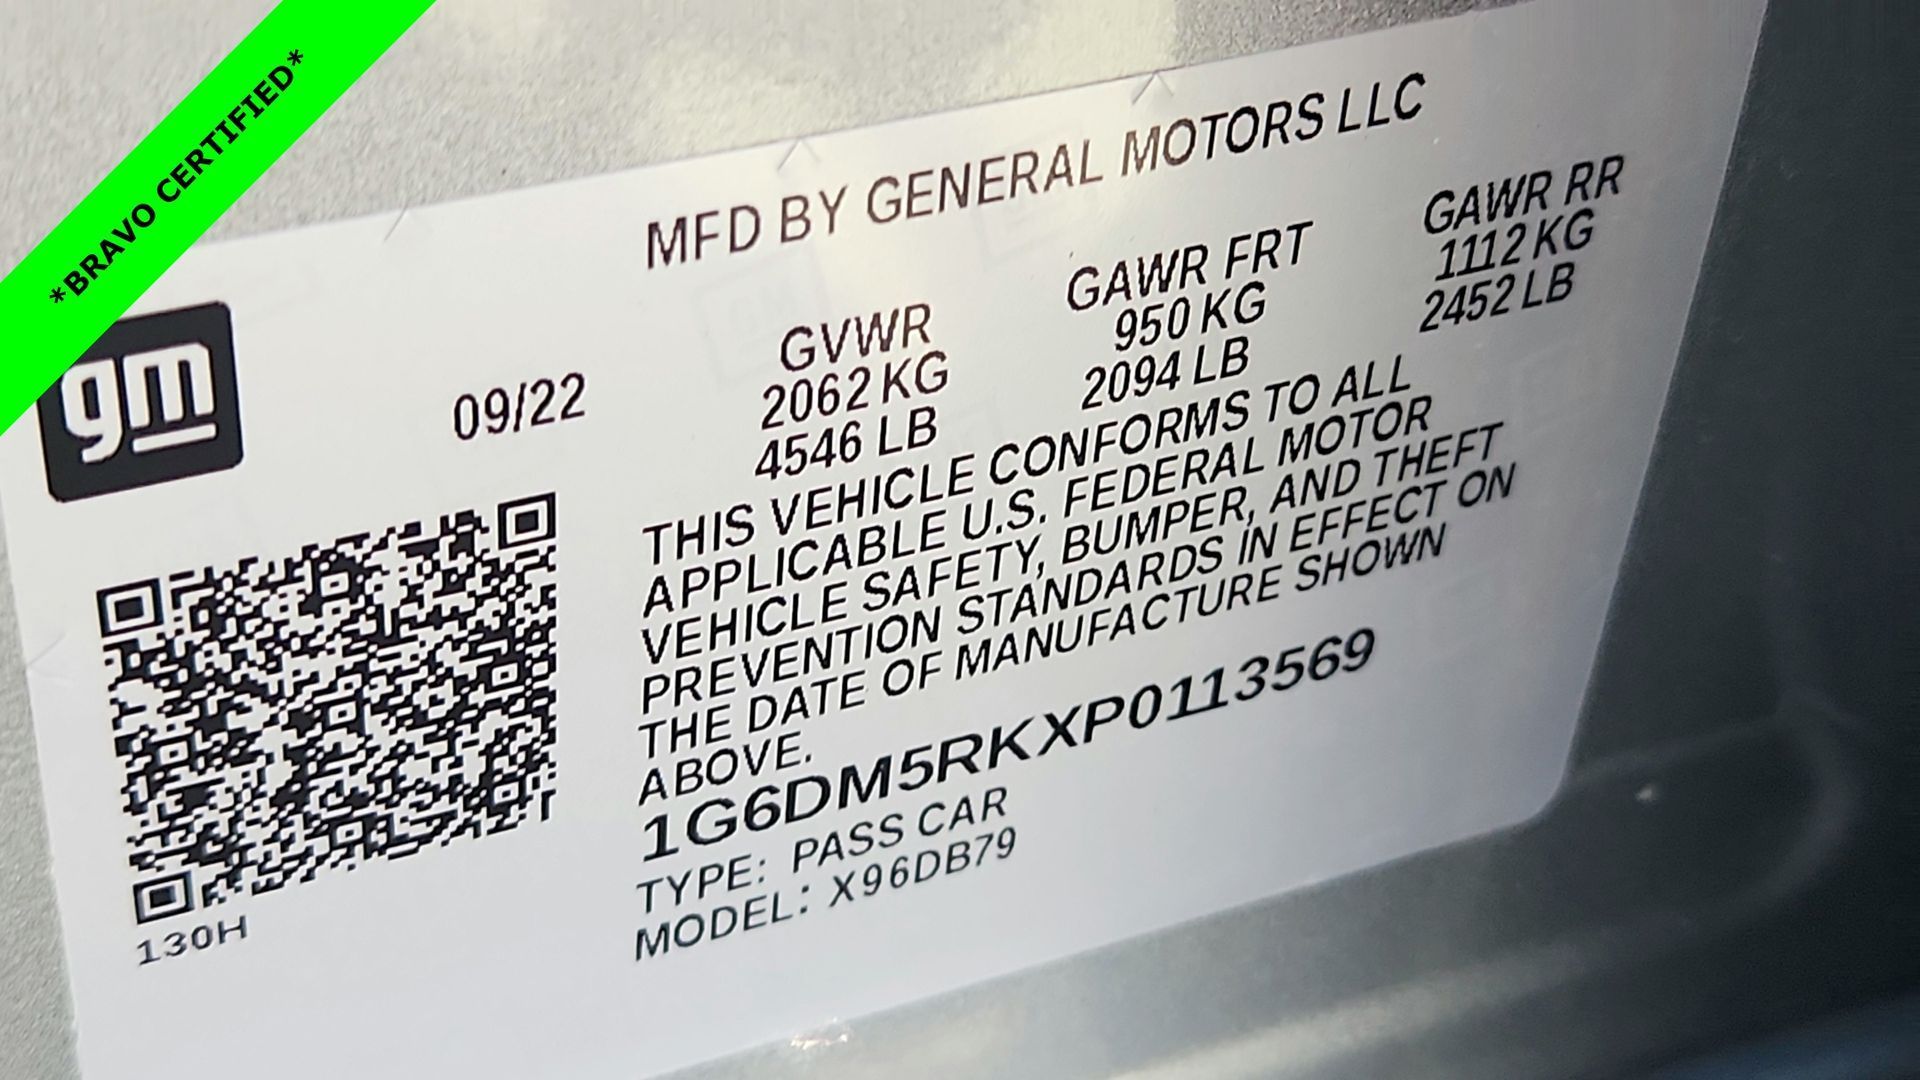 *BRAVO CERTIFIED*
MFD BY GENERAL MOTORS LLC
gm
09/22
GVWR
2062 KG
4546 LB
GAWR FRT
950 KG
2094 LB
GAWR RR
1112 KG
2452 LB
THIS VEHICLE CONFORMS TO ALL
APPLICABLE U.S. FEDERAL MOTOR
VEHICLE SAFETY, BUMPER, AND THEFT
PREVENTION STANDARDS IN EFFECT ON
THE DATE OF MANUFACTURE SHOWN
ABOVE.
1G6DM5RKXP0113569
TYPE: PASS CAR
MODEL: X96DB79
130H